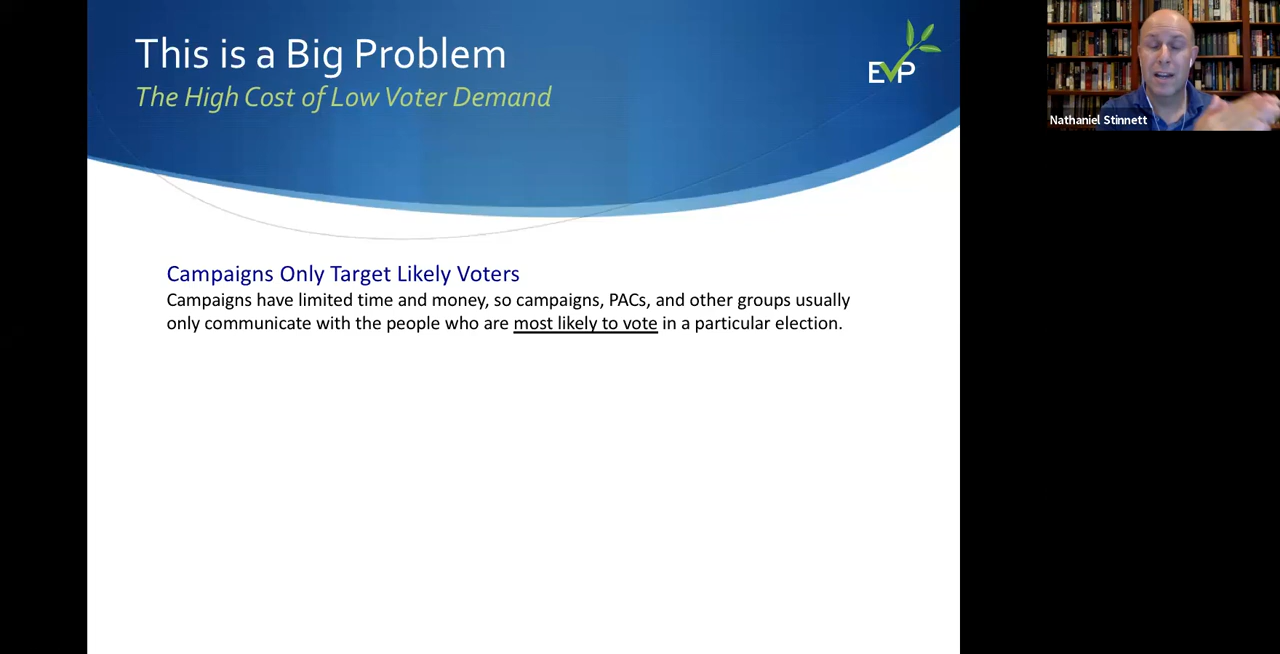 This is a Big Problem
The High Cost of Low Voter Demand
EVP
Nathaniel Stinnett
Campaigns Only Target Likely Voters
Campaigns have limited time and money, so campaigns, PACs, and other groups usually
only communicate with the people who are most likely to vote in a particular election.